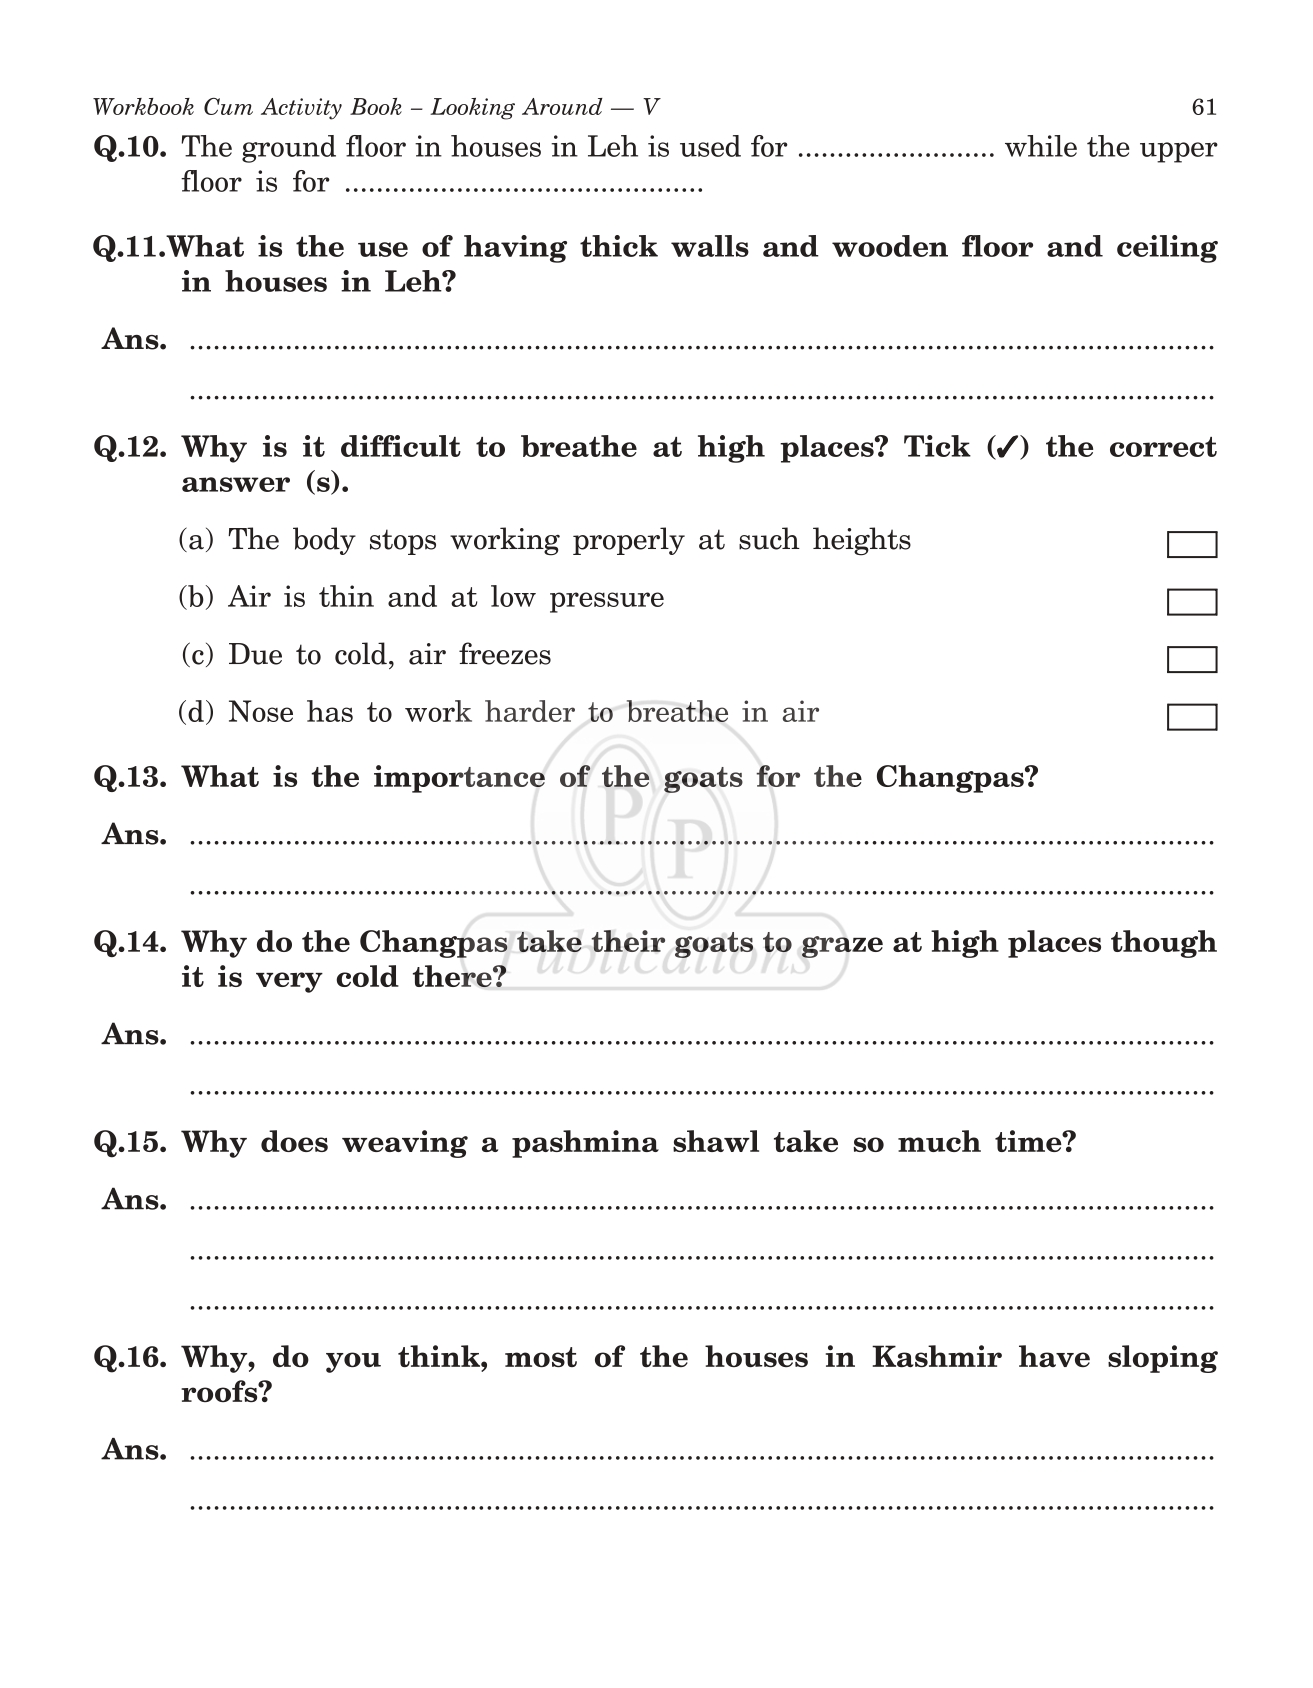 Workbook Cum Activity Book – Looking Around — V 61
Q.10. The ground floor in houses in Leh is used for ......................... while the upper
floor is for .............................................
Q.11.What is the use of having thick walls and wooden floor and ceiling
in houses in Leh?
Ans. ................................................................................................................................
................................................................................................................................
Q.12. Why is it difficult to breathe at high places? Tick (✓) the correct
answer (s).
(a) The body stops working properly at such heights
(b) Air is thin and at low pressure
(c) Due to cold, air freezes
(d) Nose has to work harder to breathe in air
Q.13. What is the importance of the goats for the Changpas?
Ans. ................................................................................................................................
................................................................................................................................
PP
Q.14. Why do the Changpas take their goats to graze at high places though
Publications
it is very cold there?
Ans. ................................................................................................................................
................................................................................................................................
Q.15. Why does weaving a pashmina shawl take so much time?
Ans. ................................................................................................................................
................................................................................................................................
................................................................................................................................
Q.16. Why, do you think, most of the houses in Kashmir have sloping
roofs?
Ans. ................................................................................................................................
................................................................................................................................